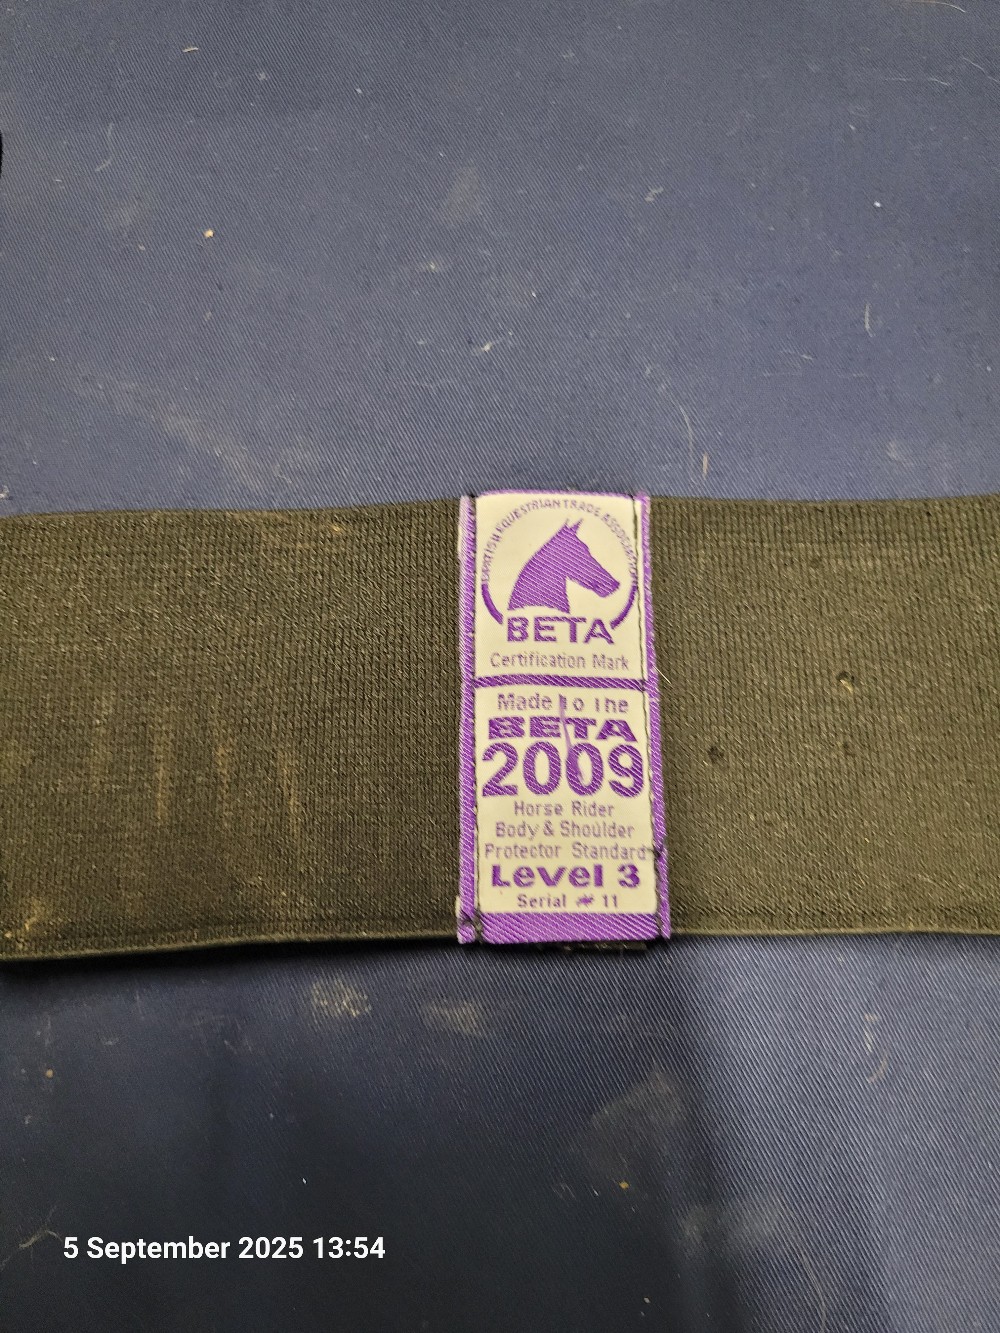 BRITISH EQUESTRIAN TRADE ASSOCIATION
BETA
Certification Mark
Made to The
BETA
2009
Horse Rider
Body & Shoulder
Protector Standard
Level 3
Serial # 11
5 September 2025 13:54